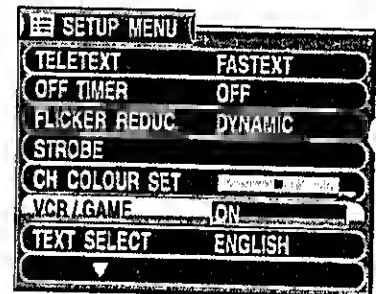 SETUP MENU
TELETEXT FASTEXT
OFF TIMER OFF
FLICKER REDUC. DYNAMIC
STROBE
CH COLOUR SET
VCR / GAME ON
TEXT SELECT ENGLISH